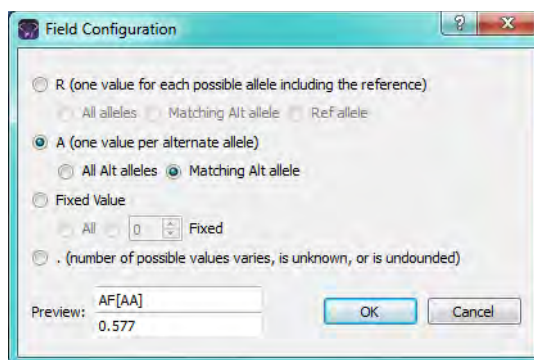 Field Configuration
?
R (one value for each possible allele including the reference)
All alleles Matching Alt allele Ref allele
A (one value per alternate allele)
All Alt alleles Matching Alt allele
Fixed Value
All 0 Fixed
. (number of possible values varies, is unknown, or is undounded)
Preview: AF[AA]
0.577
OK Cancel